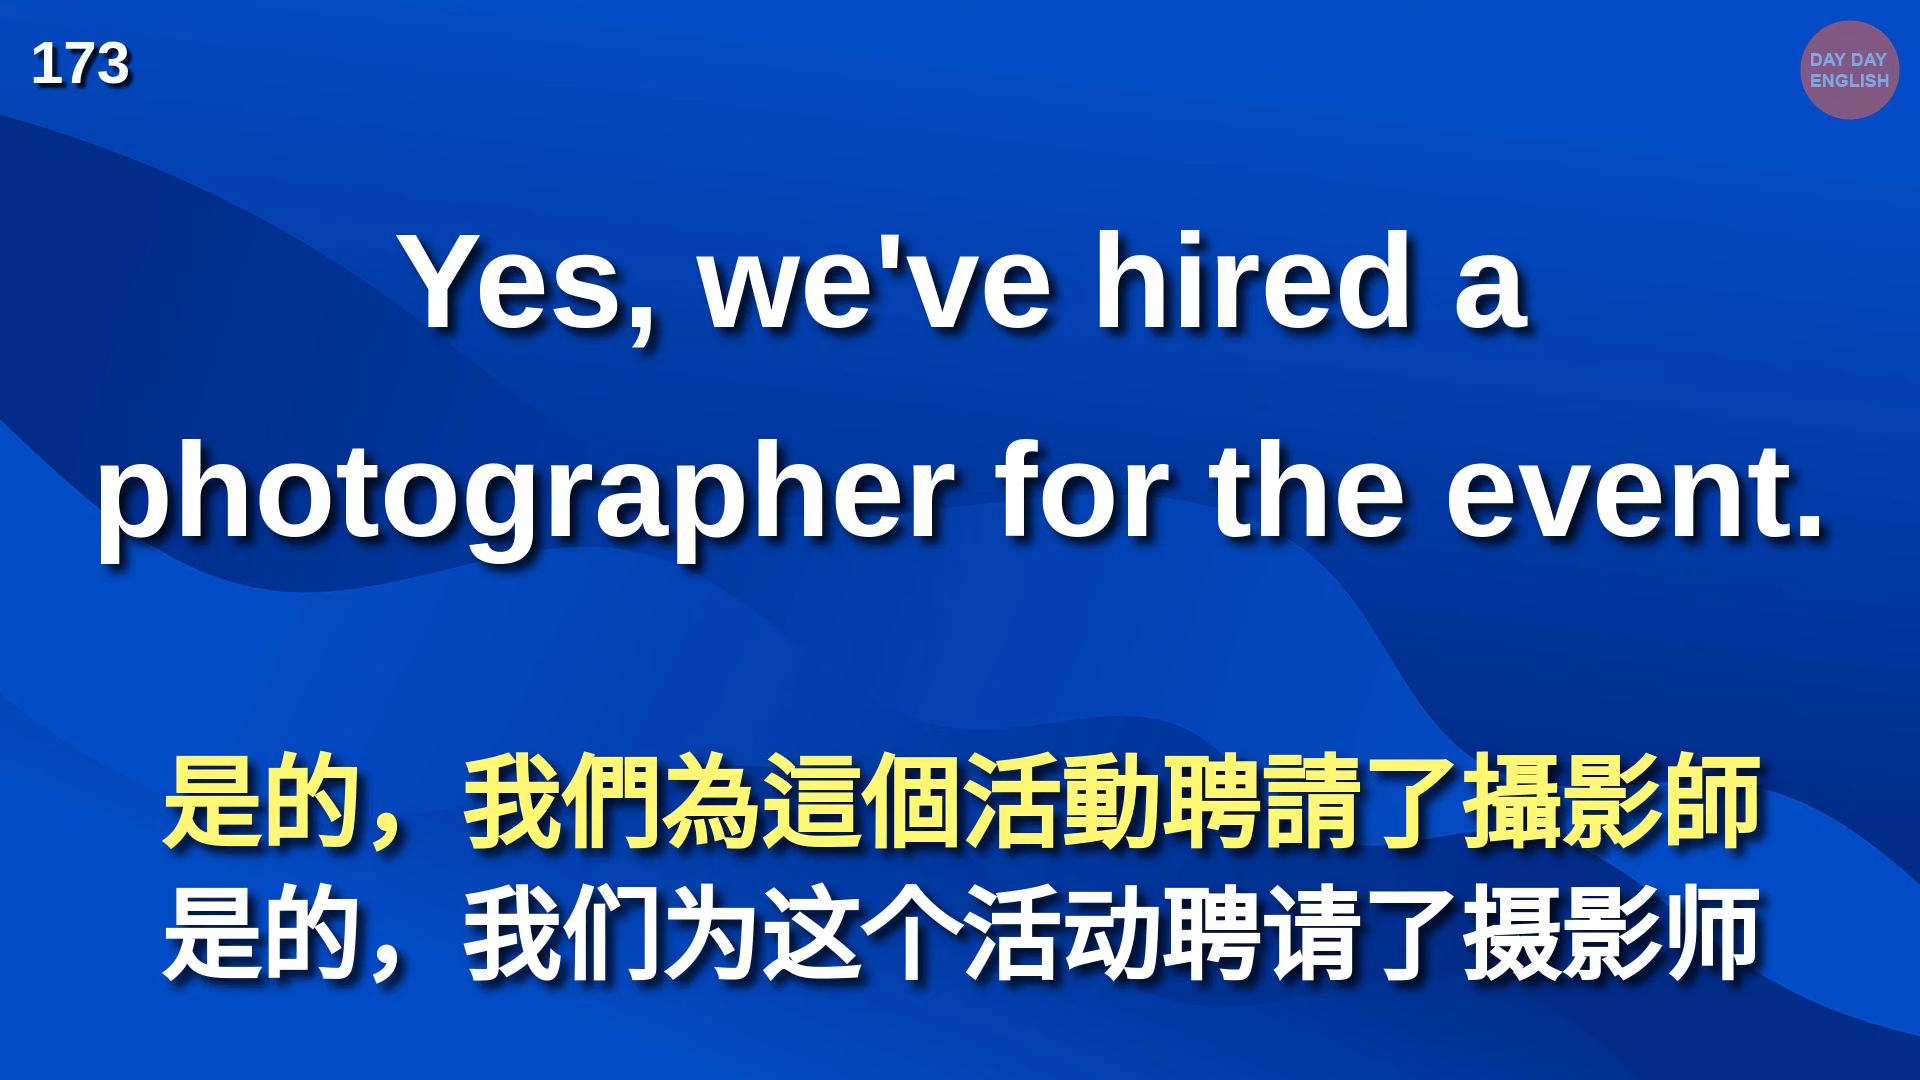 173
DAY DAY
ENGLISH
Yes, we've hired a
photographer for the event.
是的，我們為這個活動聘請了攝影師
是的，我们为这个活动聘请了摄影师